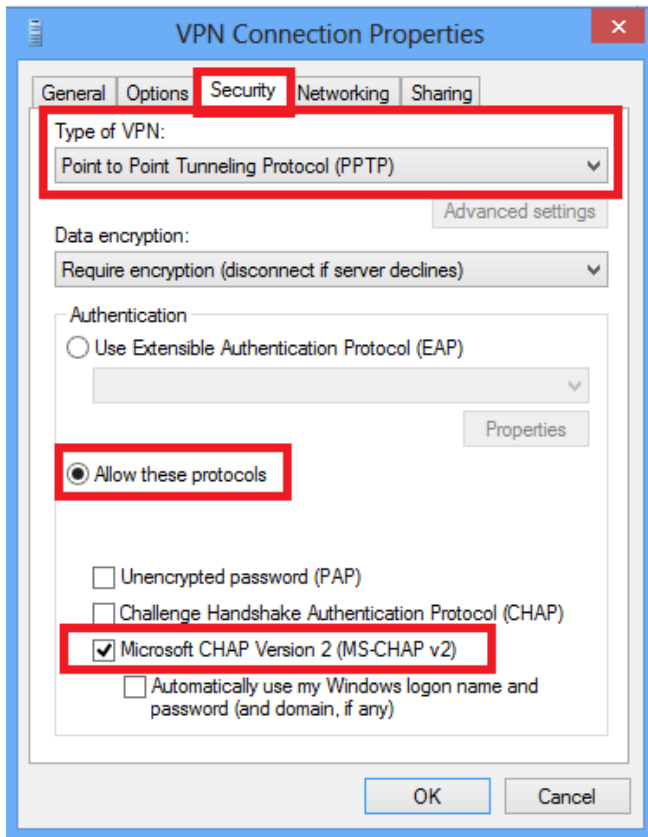 VPN Connection Properties
General Options Security Networking Sharing
Type of VPN:
Point to Point Tunneling Protocol (PPTP)
Advanced settings
Data encryption:
Require encryption (disconnect if server declines)
Authentication
Use Extensible Authentication Protocol (EAP)
Properties
Allow these protocols
Unencrypted password (PAP)
Challenge Handshake Authentication Protocol (CHAP)
Microsoft CHAP Version 2 (MS-CHAP v2)
Automatically use my Windows logon name and
password (and domain, if any)
OK Cancel